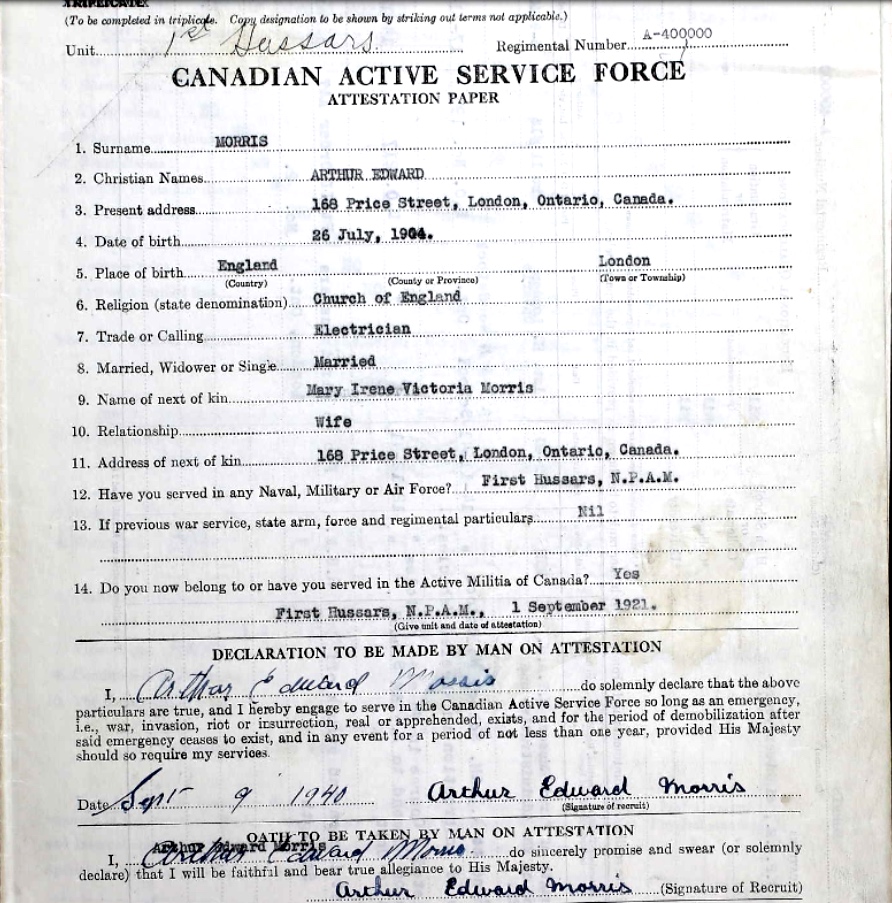 TRIPLICATE
(To be completed in triplicate. Copy designation to be shown by striking out terms not applicable.)
Unit 1st Hussars. Regimental Number A-400000
CANADIAN ACTIVE SERVICE FORCE
ATTESTATION PAPER
1. Surname MORRIS
2. Christian Names ARTHUR EDWARD
3. Present address 168 Price Street, London, Ontario, Canada.
4. Date of birth 26 July, 1904.
5. Place of birth England London
(Country) (County or Province) (Town or Township)
6. Religion (state denomination) Church of England
7. Trade or Calling Electrician
8. Married, Widower or Single Married
9. Name of next of kin Mary Irene Victoria Morris
10. Relationship Wife
11. Address of next of kin 168 Price Street, London, Ontario, Canada.
12. Have you served in any Naval, Military or Air Force? First Hussars, N.P.A.M.
13. If previous war service, state arm, force and regimental particulars Nil
14. Do you now belong to or have you served in the Active Militia of Canada? Yes
First Hussars, N.P.A.M., 1 September 1921.
(Give unit and date of attestation)
DECLARATION TO BE MADE BY MAN ON ATTESTATION
I, Arthur Edward Morris do solemnly declare that the above
particulars are true, and I hereby engage to serve in the Canadian Active Service Force so long as an emergency,
i.e., war, invasion, riot or insurrection, real or apprehended, exists, and for the period of demobilization after
said emergency ceases to exist, and in any event for a period of not less than one year, provided His Majesty
should so require my services.
Date Sept 9 1940 Arthur Edward Morris
(Signature of recruit)
OATH TO BE TAKEN BY MAN ON ATTESTATION
Arthur Edward Morris
I, Arthur Edward Morris do sincerely promise and swear (or solemnly
declare) that I will be faithful and bear true allegiance to His Majesty.
Arthur Edward Morris (Signature of Recruit)